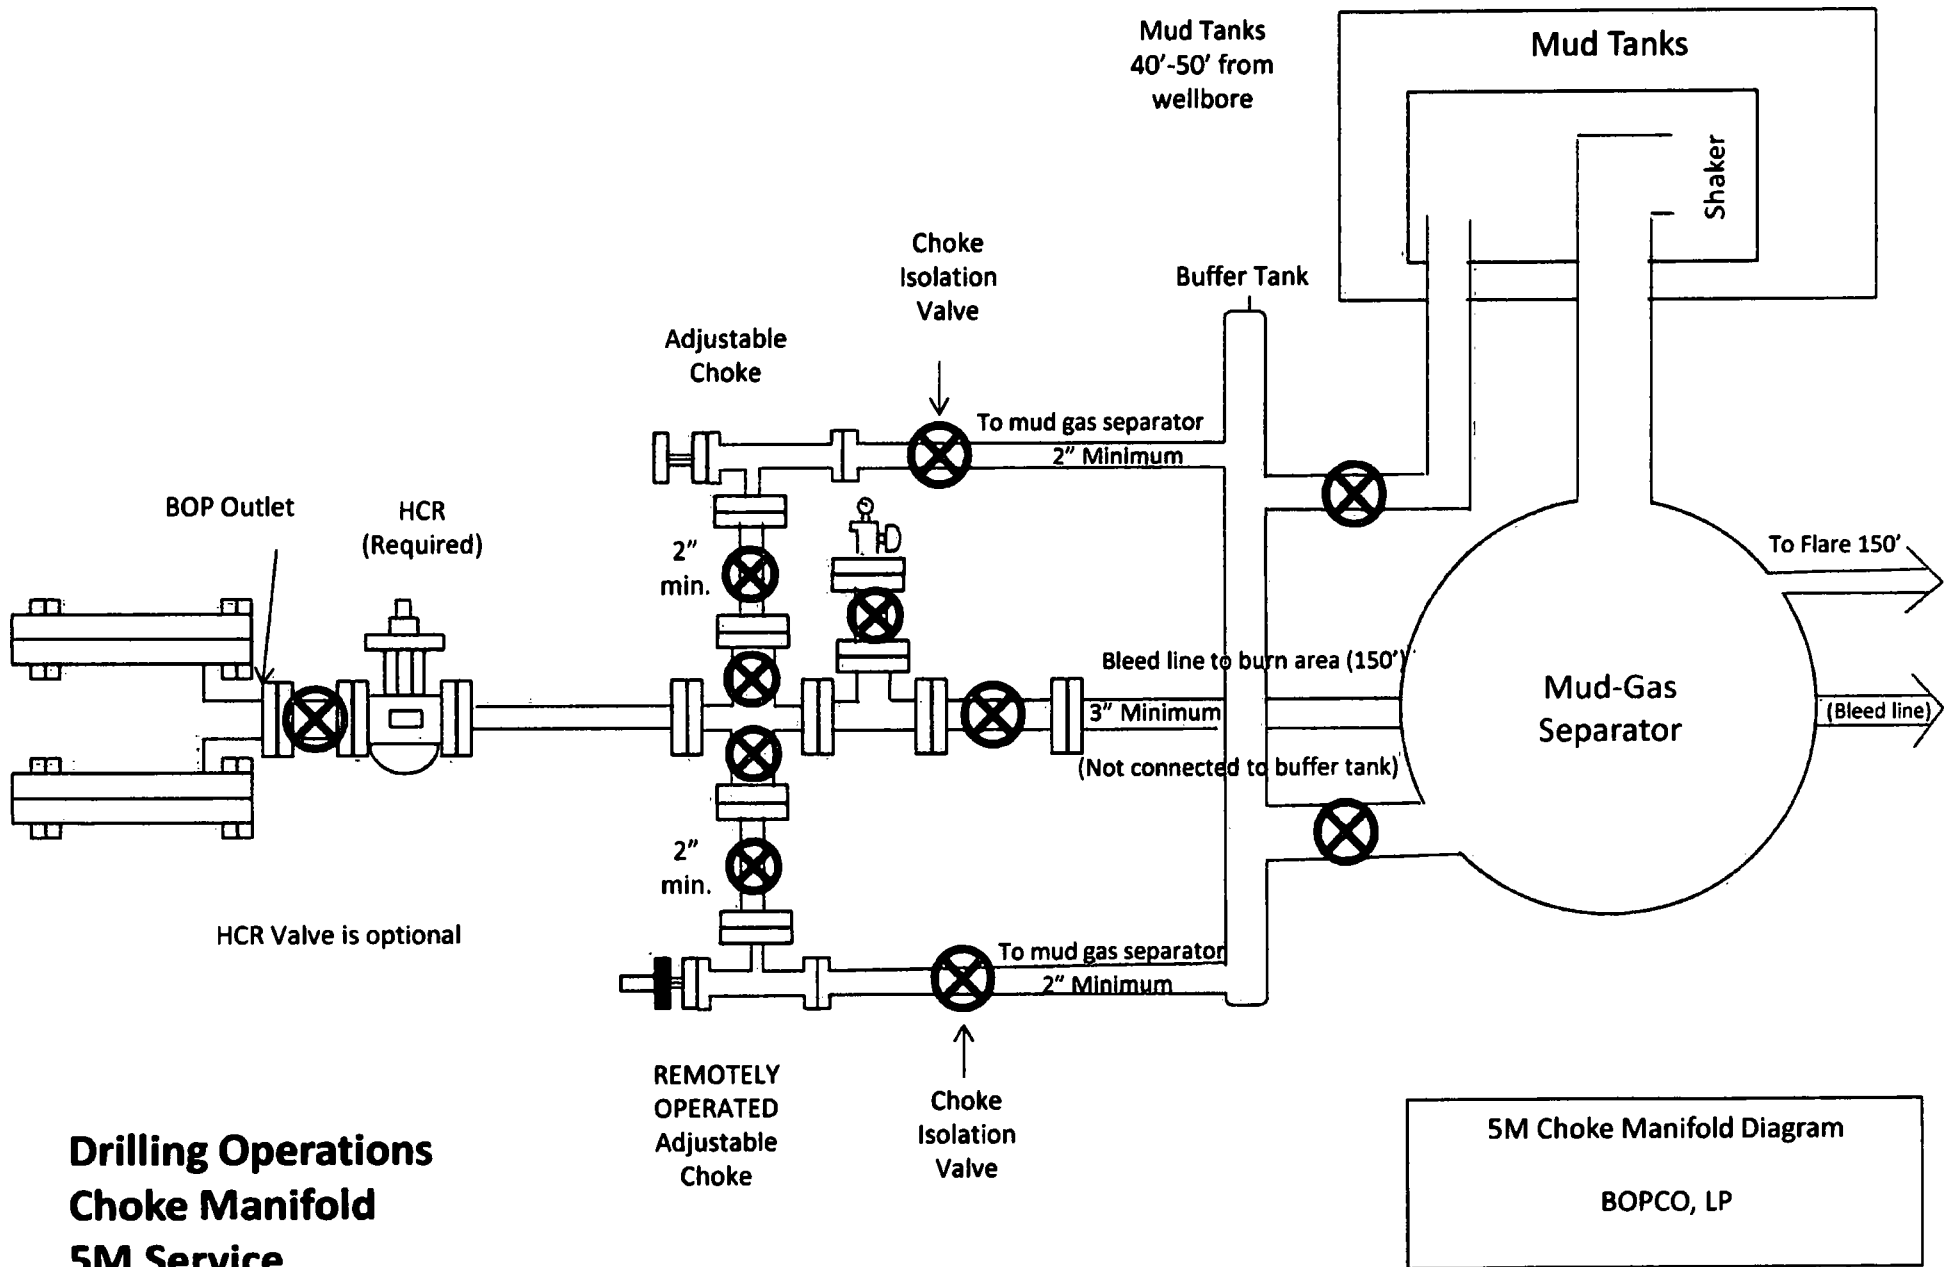 Mud Tanks
40'-50' from
wellbore
Mud Tanks
Shaker
Choke
Isolation
Valve
Buffer Tank
Adjustable
Choke
To mud gas separator
2" Minimum
BOP Outlet
HCR
(Required)
2"
min.
To Flare 150'
Bleed line to burn area (150')
3" Minimum
(Not connected to buffer tank)
Mud-Gas
Separator
(Bleed line)
2"
min.
HCR Valve is optional
To mud gas separator
2" Minimum
REMOTELY
OPERATED
Adjustable
Choke
Choke
Isolation
Valve
Drilling Operations
Choke Manifold
5M Service
5M Choke Manifold Diagram
BOPCO, LP